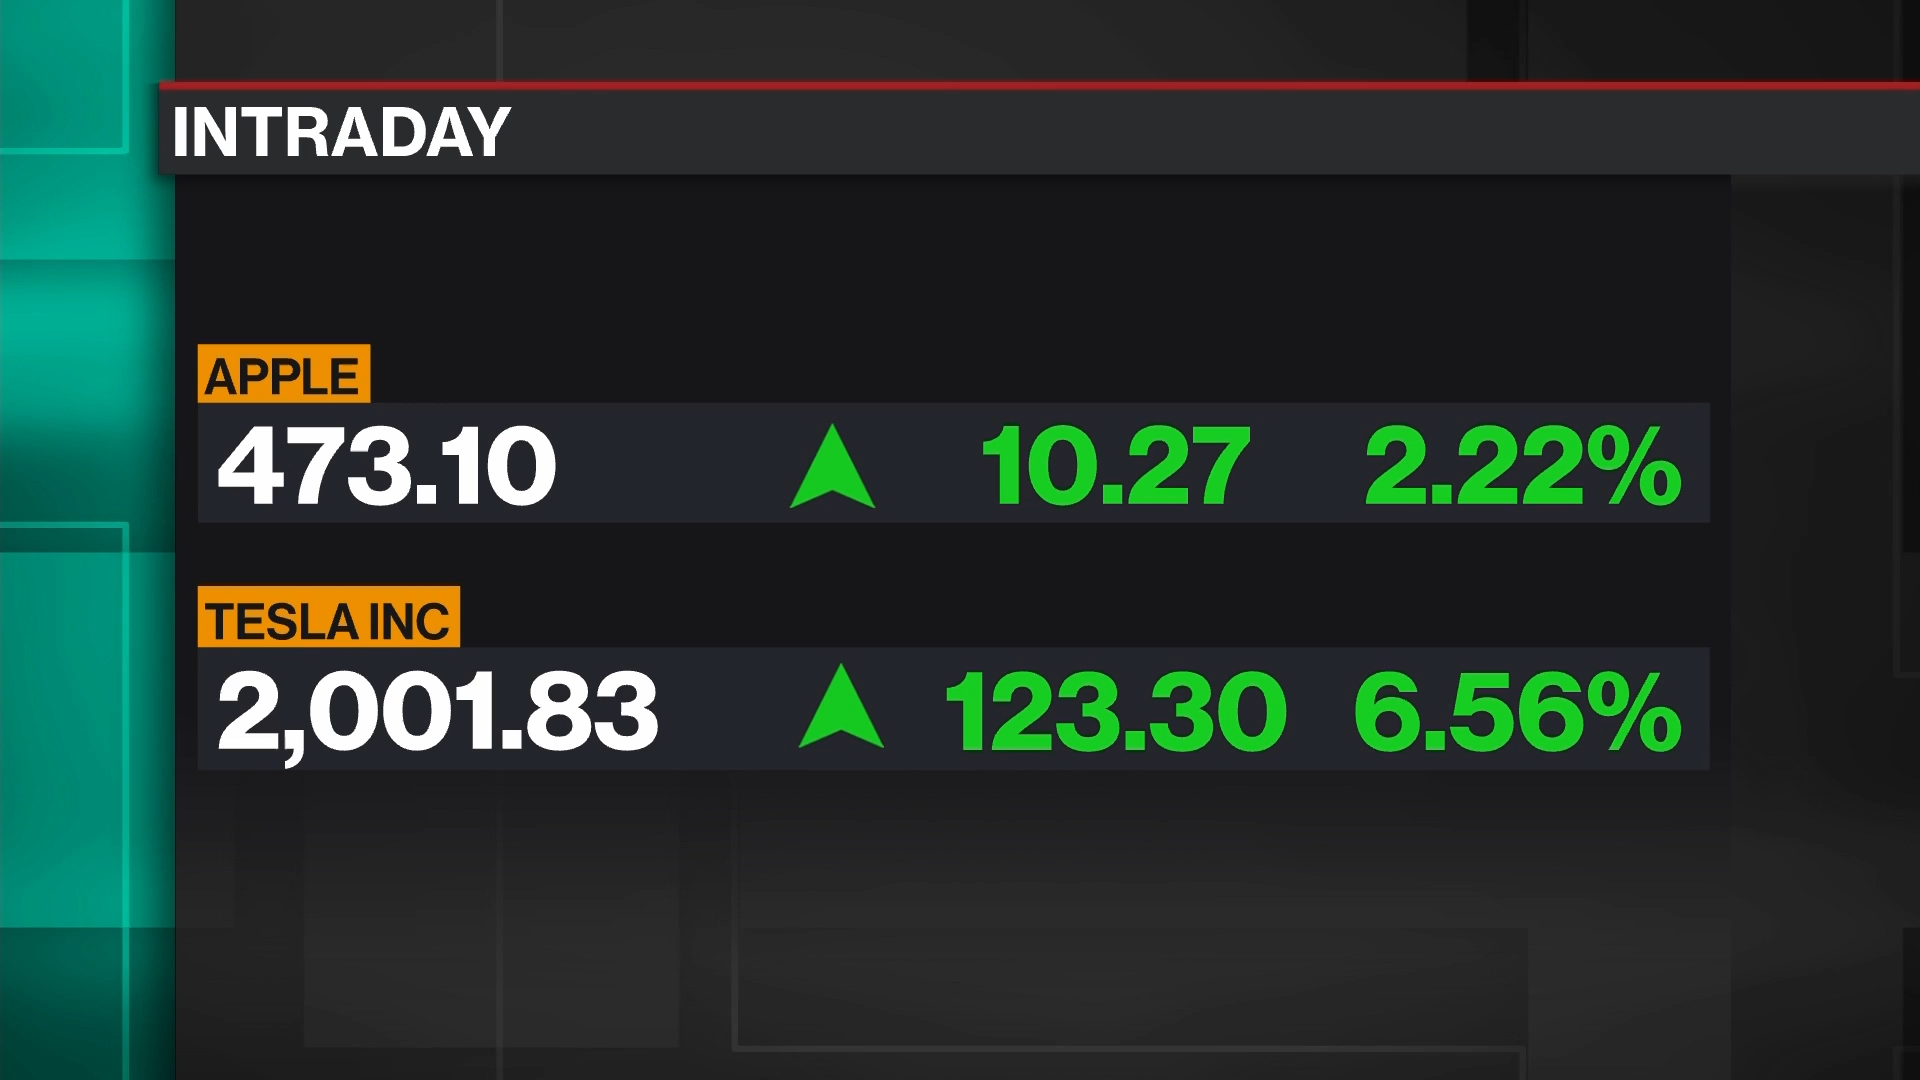 INTRADAY
APPLE
473.10 ▲ 10.27 2.22%
TESLA INC
2,001.83 ▲ 123.30 6.56%